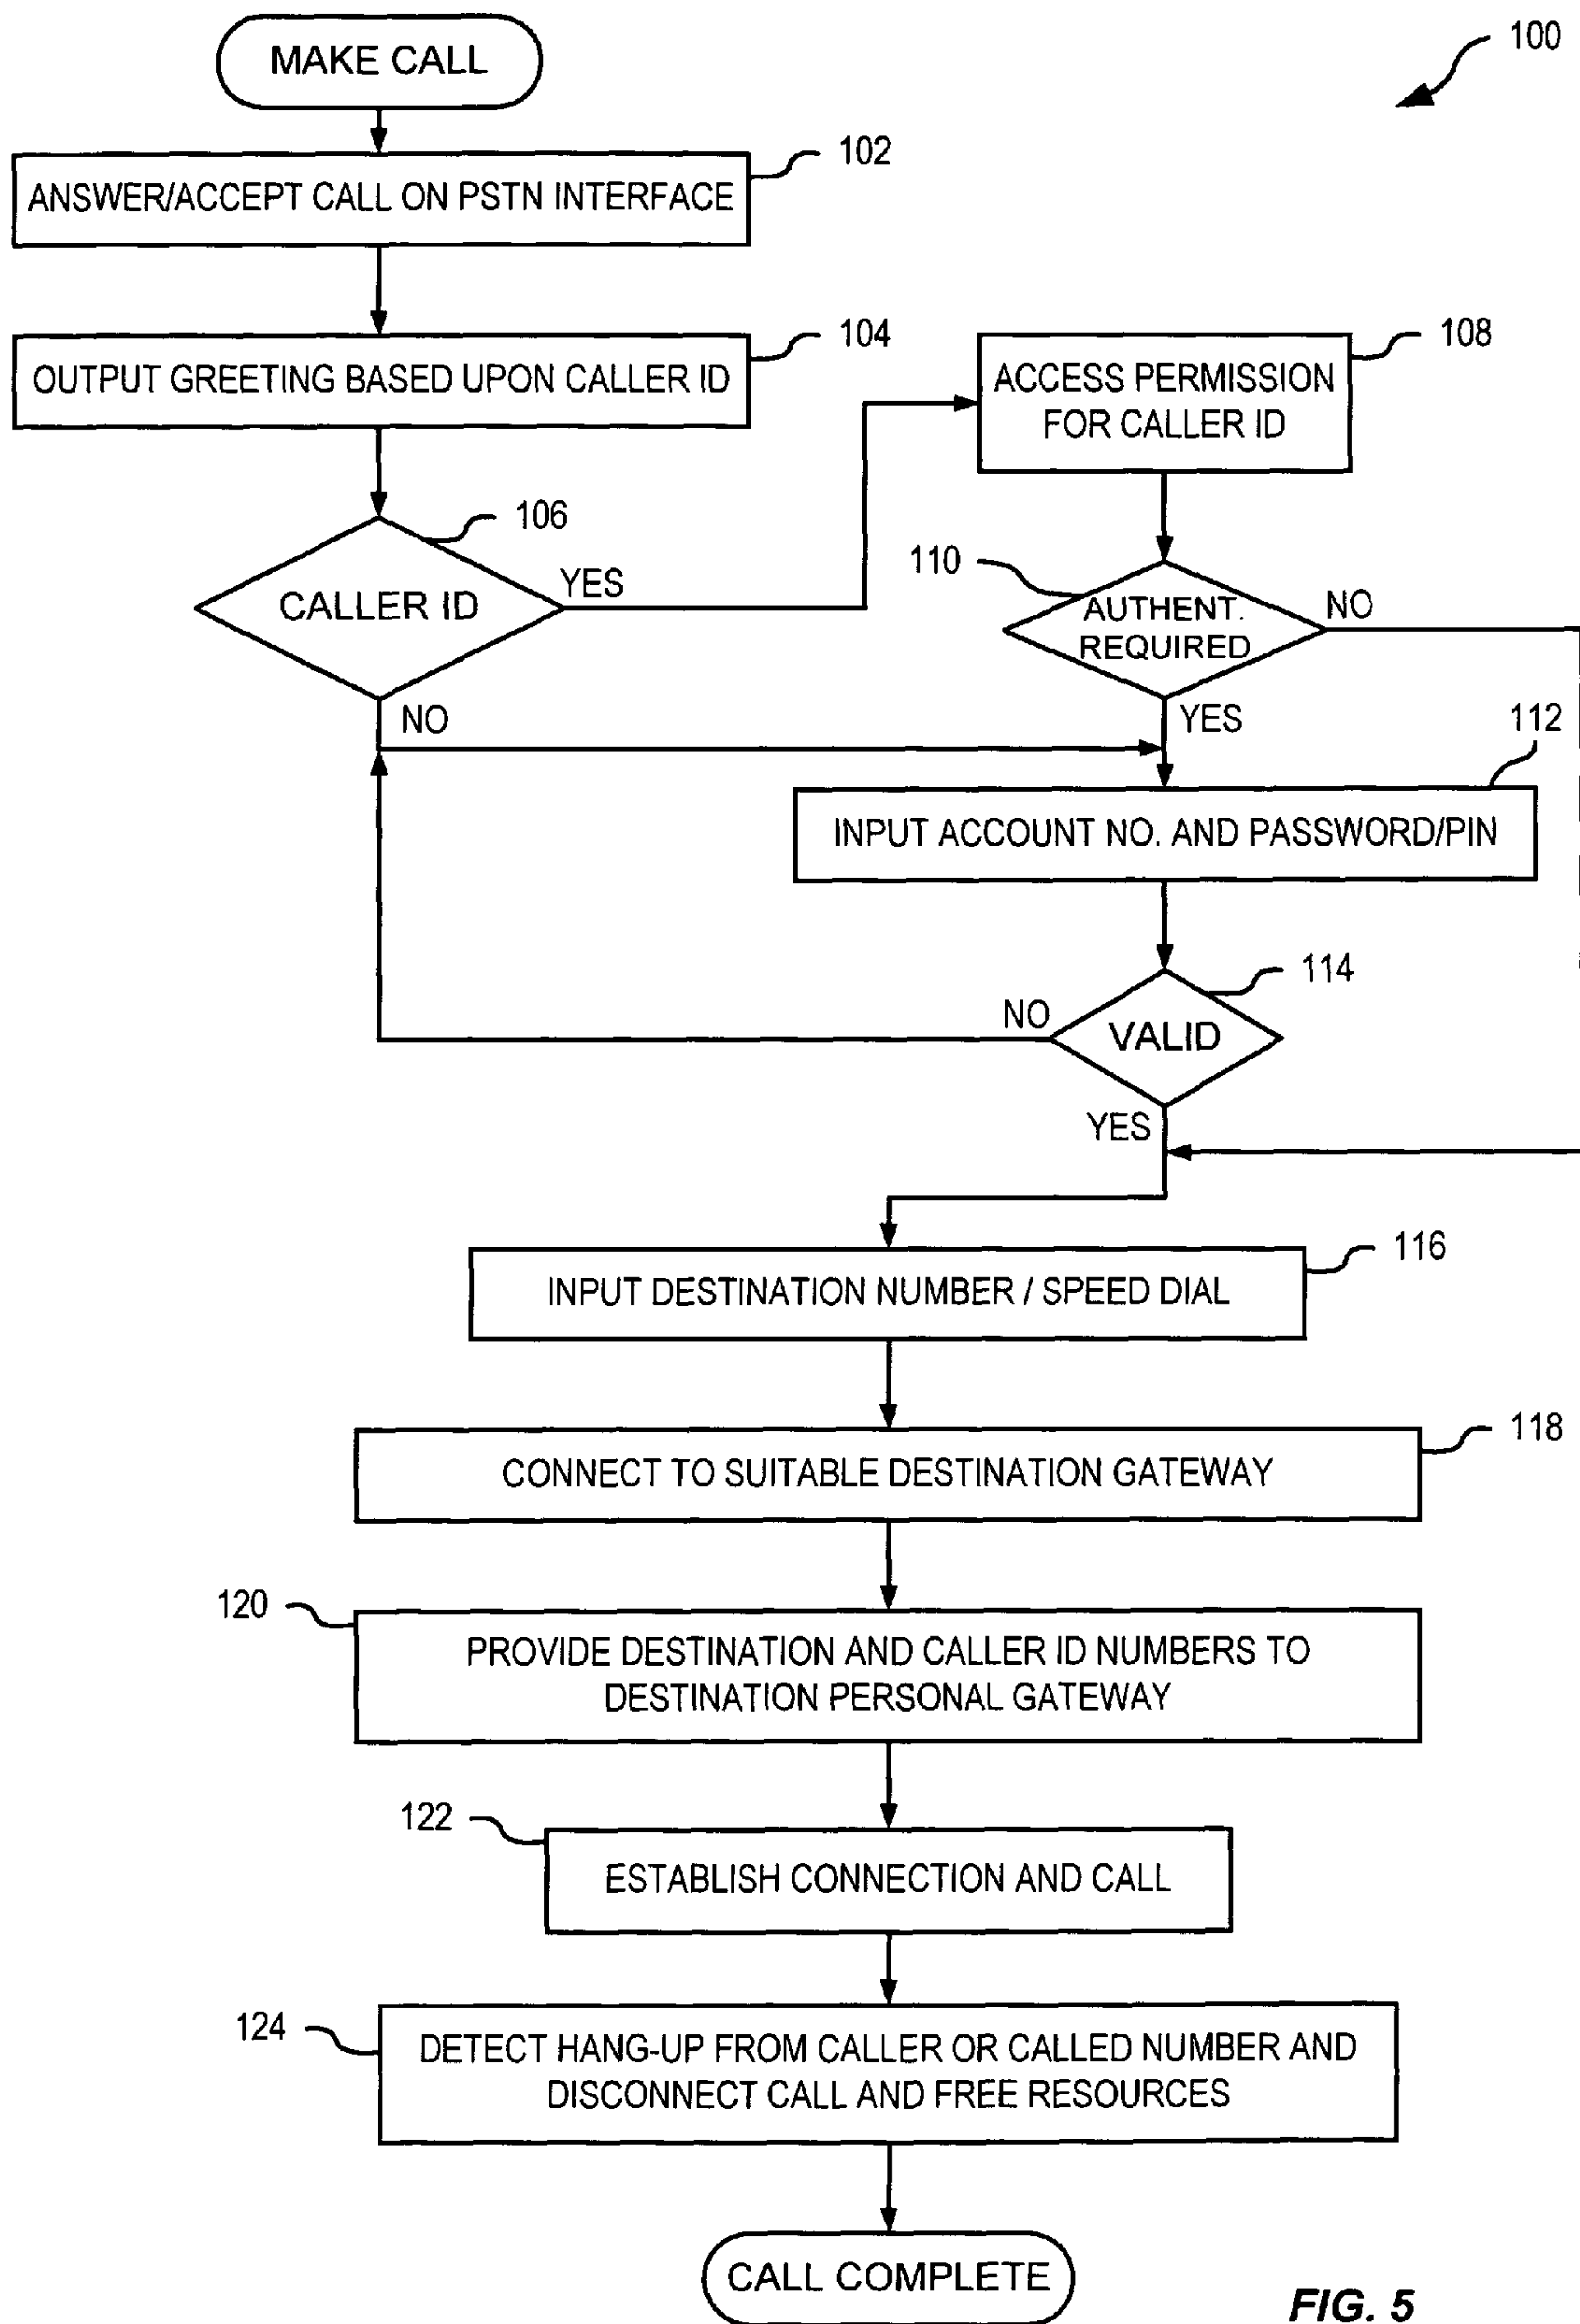 MAKE CALL
100
102
ANSWER/ACCEPT CALL ON PSTN INTERFACE
104
OUTPUT GREETING BASED UPON CALLER ID
108
ACCESS PERMISSION
FOR CALLER ID
106
CALLER ID
YES
NO
110
AUTHENT.
REQUIRED
NO
YES
112
INPUT ACCOUNT NO. AND PASSWORD/PIN
114
VALID
NO
YES
116
INPUT DESTINATION NUMBER / SPEED DIAL
118
CONNECT TO SUITABLE DESTINATION GATEWAY
120
PROVIDE DESTINATION AND CALLER ID NUMBERS TO
DESTINATION PERSONAL GATEWAY
122
ESTABLISH CONNECTION AND CALL
124
DETECT HANG-UP FROM CALLER OR CALLED NUMBER AND
DISCONNECT CALL AND FREE RESOURCES
CALL COMPLETE
FIG. 5